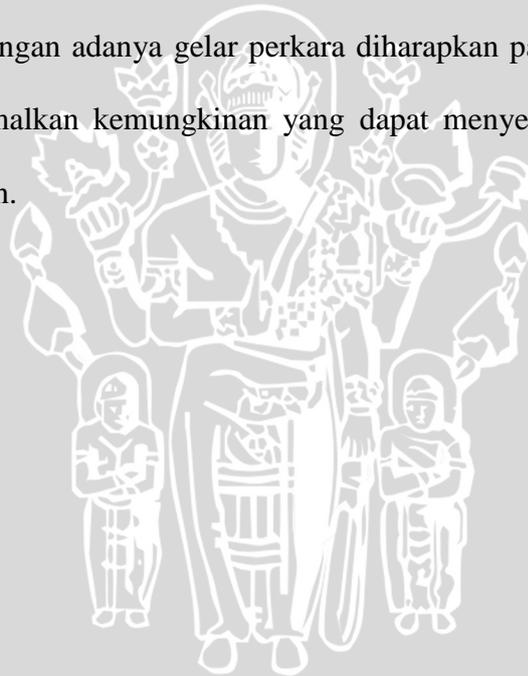 ngan adanya gelar perkara diharapkan pa
nalkan kemungkinan yang dapat menye
n.